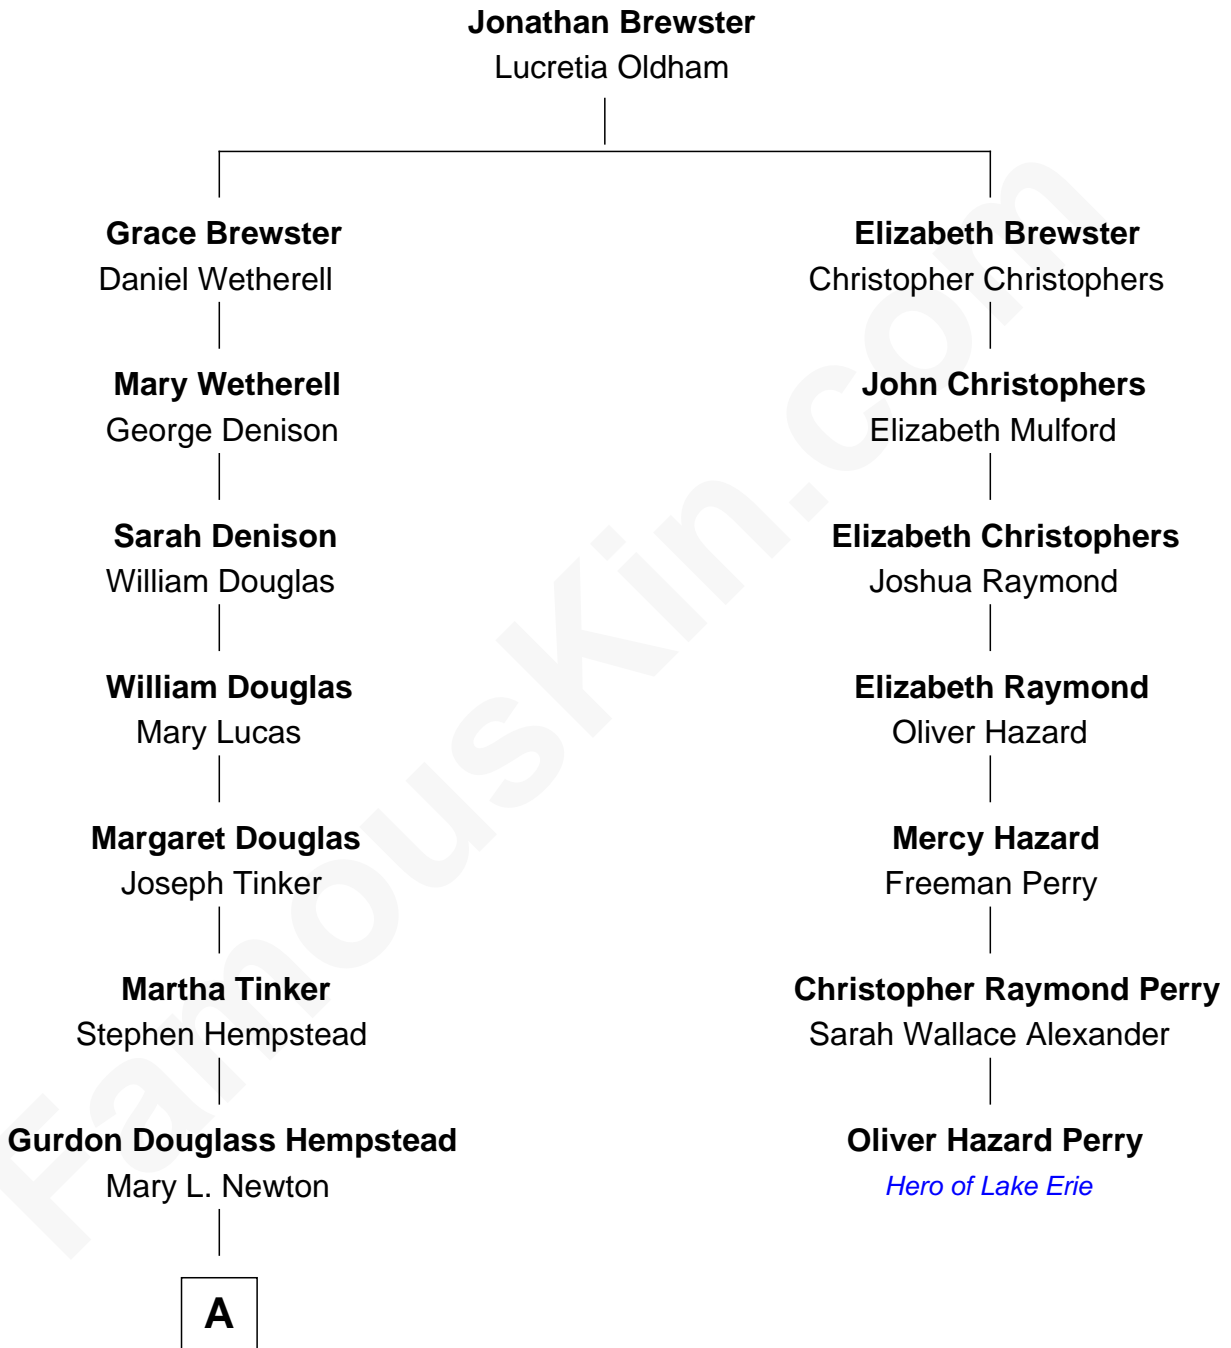 Jonathan Brewster
Lucretia Oldham
Grace Brewster
Daniel Wetherell
Elizabeth Brewster
Christopher Christophers
Mary Wetherell
George Denison
John Christophers
Elizabeth Mulford
Sarah Denison
William Douglas
Elizabeth Christophers
Joshua Raymond
William Douglas
Mary Lucas
Elizabeth Raymond
Oliver Hazard
Margaret Douglas
Joseph Tinker
Mercy Hazard
Freeman Perry
Martha Tinker
Stephen Hempstead
Christopher Raymond Perry
Sarah Wallace Alexander
Gurdon Douglass Hempstead
Mary L. Newton
Oliver Hazard Perry
Hero of Lake Erie
A
FamousKin.com